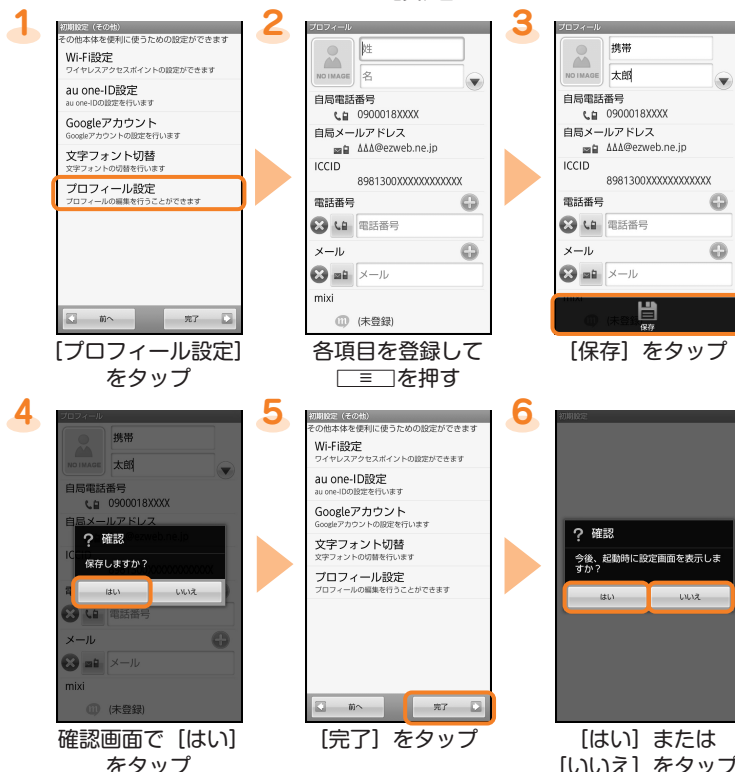 1
初期設定（その他）
その他本体を便利に使うための設定ができます
Wi-Fi設定
ワイヤレスアクセスポイントの設定ができます
au one-ID設定
au one-IDの設定を行います
Googleアカウント
Googleアカウントの設定を行います
文字フォント切替
文字フォントの切替を行います
プロフィール設定
プロフィールの編集を行うことができます
前へ
完了
[プロフィール設定]
をタップ
2
プロフィール
姓
NO IMAGE
名
自局電話番号
0900018XXXX
自局メールアドレス
ΔΔΔ@ezweb.ne.jp
ICCID
8981300XXXXXXXXXXXX
電話番号
電話番号
メール
メール
mixi
(未登録)
各項目を登録して
を押す
3
プロフィール
携帯
NO IMAGE
太郎
自局電話番号
0900018XXXX
自局メールアドレス
ΔΔΔ@ezweb.ne.jp
ICCID
8981300XXXXXXXXXXXX
電話番号
電話番号
メール
メール
保存
[保存] をタップ
4
プロフィール
携帯
NO IMAGE
太郎
自局電話番号
0900018XXXX
自局メールアドレス
? 確認
保存しますか？
はい
いいえ
電話番号
メール
メール
mixi
(未登録)
確認画面で [はい]
をタップ
5
初期設定（その他）
その他本体を便利に使うための設定ができます
Wi-Fi設定
ワイヤレスアクセスポイントの設定ができます
au one-ID設定
au one-IDの設定を行います
Googleアカウント
Googleアカウントの設定を行います
文字フォント切替
文字フォントの切替を行います
プロフィール設定
プロフィールの編集を行うことができます
前へ
完了
[完了] をタップ
6
初期設定
? 確認
今後、起動時に設定画面を表示しま
すか？
はい
いいえ
[はい] または
[いいえ] をタップ